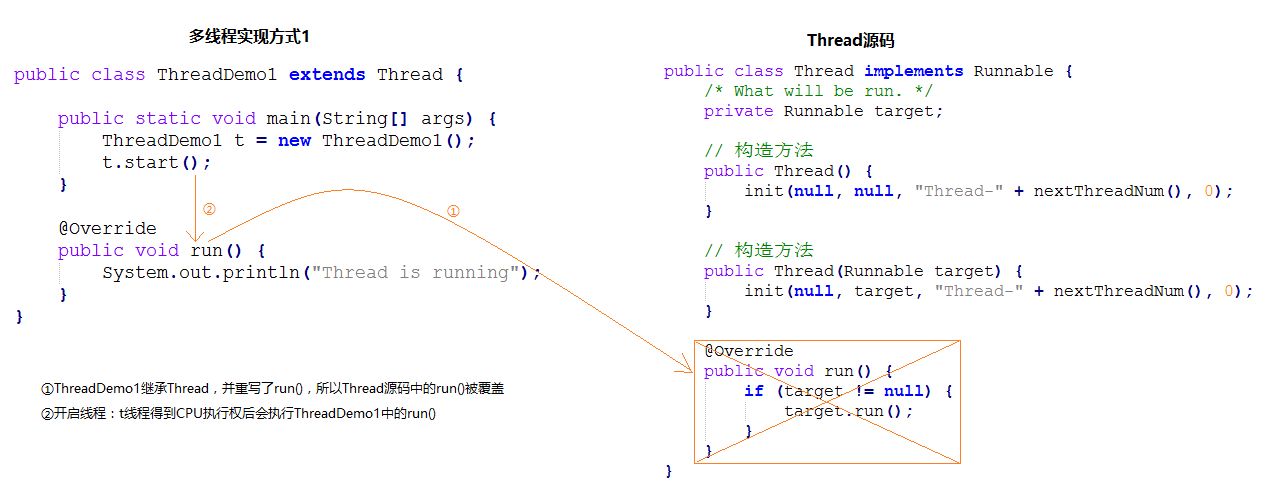 多线程实现方式1
public class ThreadDemo1 extends Thread {
public static void main(String[] args) {
ThreadDemo1 t = new ThreadDemo1();
t.start();
}
②
@Override
public void run() {
System.out.println("Thread is running");
}
}
①ThreadDemo1继承Thread，并重写了run()，所以Thread源码中的run()被覆盖
②开启线程：t线程得到CPU执行权后会执行ThreadDemo1中的run()
①
Thread源码
public class Thread implements Runnable {
/* What will be run. */
private Runnable target;
// 构造方法
public Thread() {
init(null, null, "Thread-" + nextThreadNum(), 0);
}
// 构造方法
public Thread(Runnable target) {
init(null, target, "Thread-" + nextThreadNum(), 0);
}
@Override
public void run() {
if (target != null) {
target.run();
}
}
}